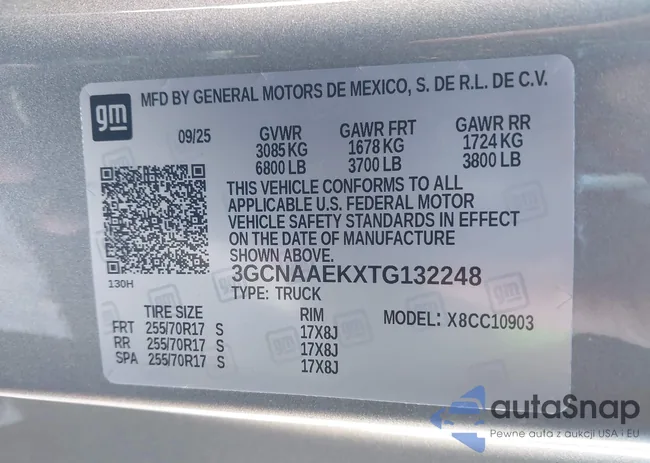 gm
MFD BY GENERAL MOTORS DE MEXICO, S. DE R.L. DE C.V.
09/25 GVWR GAWR FRT GAWR RR
3085 KG 1678 KG 1724 KG
6800 LB 3700 LB 3800 LB
THIS VEHICLE CONFORMS TO ALL
APPLICABLE U.S. FEDERAL MOTOR
VEHICLE SAFETY STANDARDS IN EFFECT
ON THE DATE OF MANUFACTURE
SHOWN ABOVE.
130H
3GCNAAEKXTG132248
TYPE: TRUCK
TIRE SIZE RIM MODEL: X8CC10903
FRT 255/70R17 S 17X8J
RR 255/70R17 S 17X8J
SPA 255/70R17 S 17X8J
autaSnap
Pewne auta z aukcji USA i EU